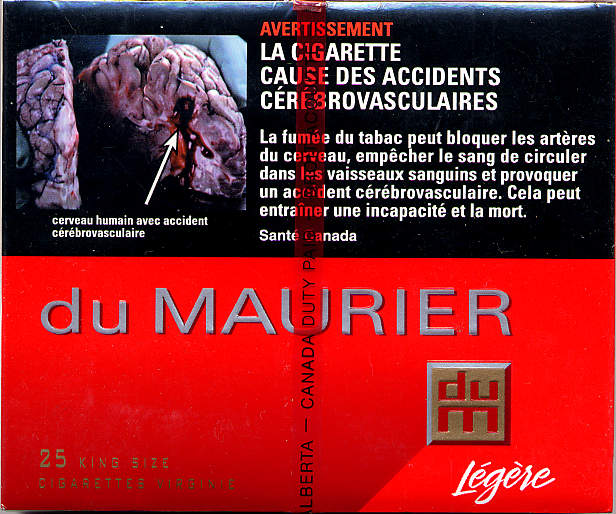 AVERTISSEMENT
LA CIGARETTE
CAUSE DES ACCIDENTS
CÉRÉBROVASCULAIRES
La fumée du tabac peut bloquer les artères
du cerveau, empêcher le sang de circuler
dans les vaisseaux sanguins et provoquer
un accident cérébrovasculaire. Cela peut
entraîner une incapacité et la mort.
Santé Canada
cerveau humain avec accident
cérébrovasculaire
du MAURIER
dum
25 KING SIZE
CIGARETTES VIRGINIE
Légère
ALBERTA — CANADA DUTY PAID